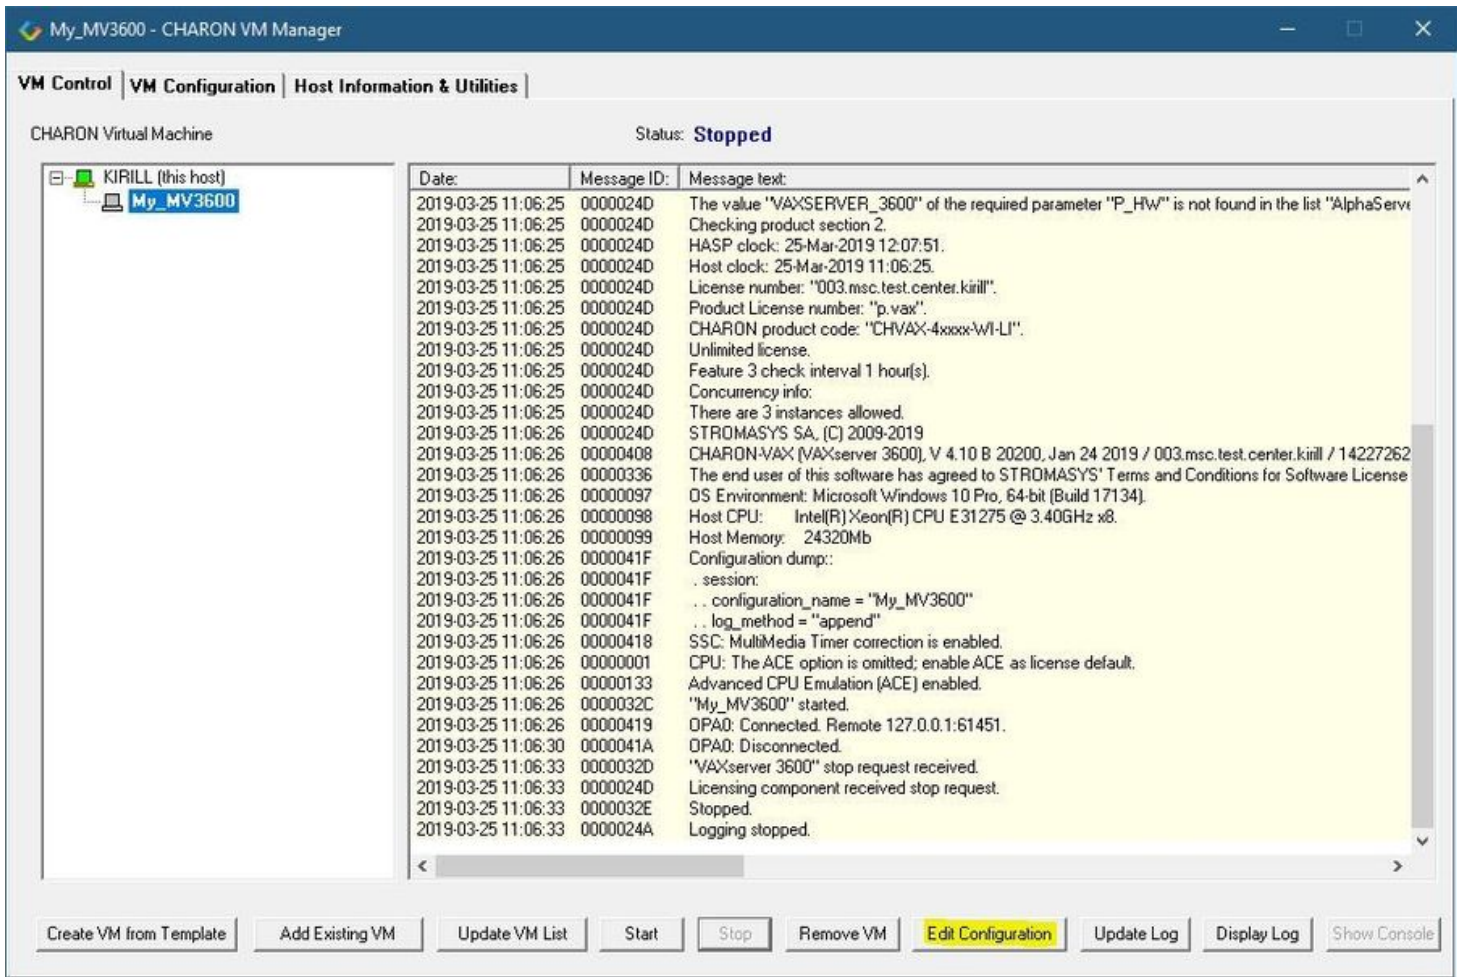 My_MV3600 - CHARON VM Manager
VM Control VM Configuration Host Information & Utilities
CHARON Virtual Machine Status: Stopped
KIRILL (this host)
My_MV3600
Date: Message ID: Message text:
2019-03-25 11:06:25 0000024D The value "VAXSERVER_3600" of the required parameter "P_HW" is not found in the list "AlphaServe
2019-03-25 11:06:25 0000024D Checking product section 2.
2019-03-25 11:06:25 0000024D HASP clock: 25-Mar-2019 12:07:51.
2019-03-25 11:06:25 0000024D Host clock: 25-Mar-2019 11:06:25.
2019-03-25 11:06:25 0000024D License number: "003.msc.test.center.kirill".
2019-03-25 11:06:25 0000024D Product License number: "p.vax".
2019-03-25 11:06:25 0000024D CHARON product code: "CHVAX-4xxxx-WI-LI".
2019-03-25 11:06:25 0000024D Unlimited license.
2019-03-25 11:06:25 0000024D Feature 3 check interval 1 hour(s).
2019-03-25 11:06:25 0000024D Concurrency info:
2019-03-25 11:06:25 0000024D There are 3 instances allowed.
2019-03-25 11:06:26 0000024D STROMASYS SA, (C) 2009-2019
2019-03-25 11:06:26 00000408 CHARON-VAX (VAXserver 3600), V 4.10 B 20200, Jan 24 2019 / 003.msc.test.center.kirill / 14227262
2019-03-25 11:06:26 00000336 The end user of this software has agreed to STROMASYS' Terms and Conditions for Software License
2019-03-25 11:06:26 00000097 OS Environment: Microsoft Windows 10 Pro, 64-bit (Build 17134).
2019-03-25 11:06:26 00000098 Host CPU: Intel(R) Xeon(R) CPU E31275 @ 3.40GHz x8.
2019-03-25 11:06:26 00000099 Host Memory: 24320Mb
2019-03-25 11:06:26 0000041F Configuration dump::
2019-03-25 11:06:26 0000041F . session:
2019-03-25 11:06:26 0000041F . . configuration_name = "My_MV3600"
2019-03-25 11:06:26 0000041F . . log_method = "append"
2019-03-25 11:06:26 00000418 SSC: MultiMedia Timer correction is enabled.
2019-03-25 11:06:26 00000001 CPU: The ACE option is omitted; enable ACE as license default.
2019-03-25 11:06:26 00000133 Advanced CPU Emulation (ACE) enabled.
2019-03-25 11:06:26 0000032C "My_MV3600" started.
2019-03-25 11:06:26 00000419 OPA0: Connected. Remote 127.0.0.1:61451.
2019-03-25 11:06:30 0000041A OPA0: Disconnected.
2019-03-25 11:06:33 0000032D "VAXserver 3600" stop request received.
2019-03-25 11:06:33 0000024D Licensing component received stop request.
2019-03-25 11:06:33 0000032E Stopped.
2019-03-25 11:06:33 0000024A Logging stopped.
Create VM from Template Add Existing VM Update VM List Start Stop Remove VM Edit Configuration Update Log Display Log Show Console